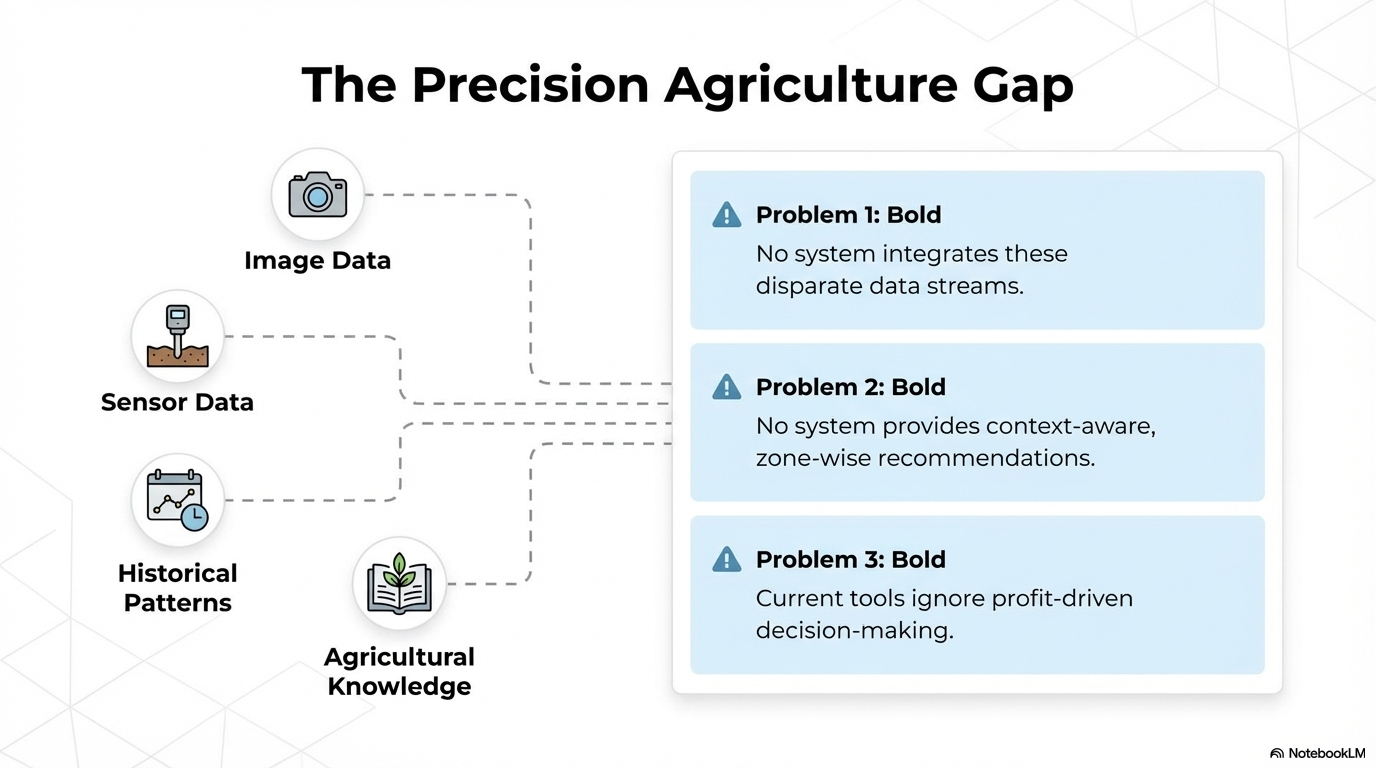 The Precision Agriculture Gap
Image Data
Sensor Data
Historical
Patterns
Agricultural
Knowledge
Problem 1: Bold
No system integrates these
disparate data streams.
Problem 2: Bold
No system provides context-aware,
zone-wise recommendations.
Problem 3: Bold
Current tools ignore profit-driven
decision-making.
NotebookLM